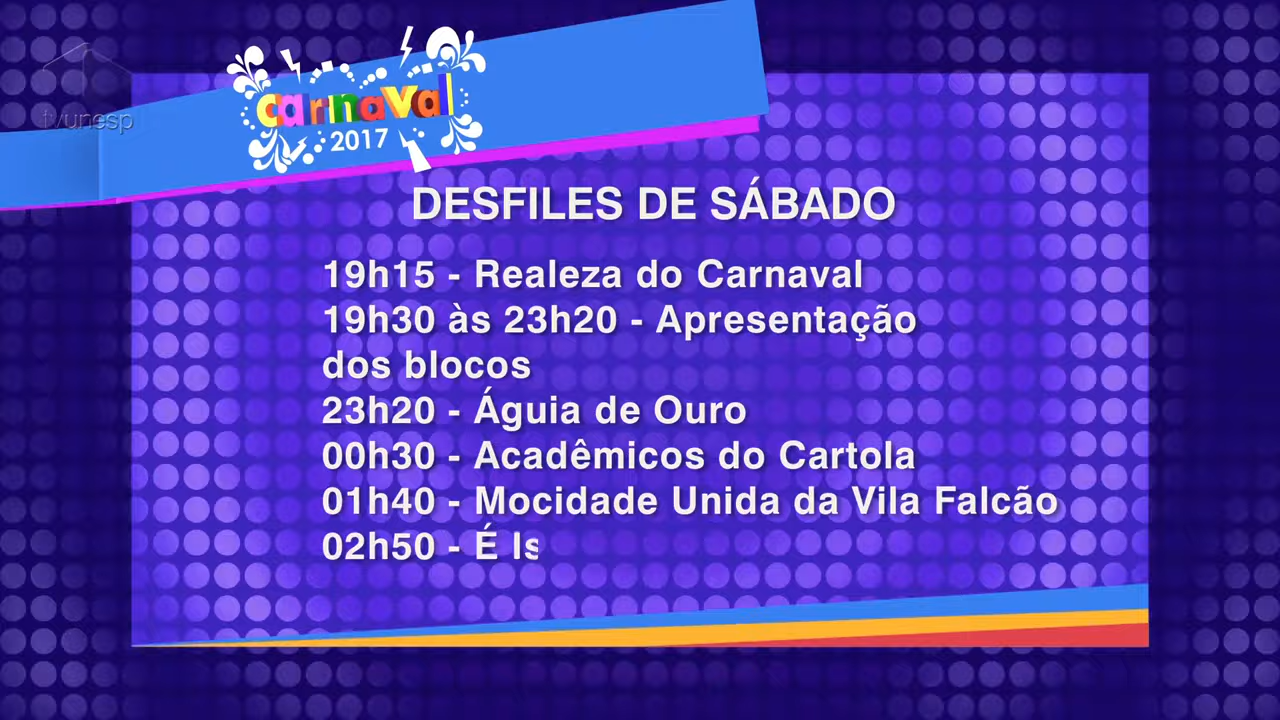 tvunesp
carnaval
2017
DESFILES DE SÁBADO
19h15 - Realeza do Carnaval
19h30 às 23h20 - Apresentação
dos blocos
23h20 - Águia de Ouro
00h30 - Acadêmicos do Cartola
01h40 - Mocidade Unida da Vila Falcão
02h50 - É Is